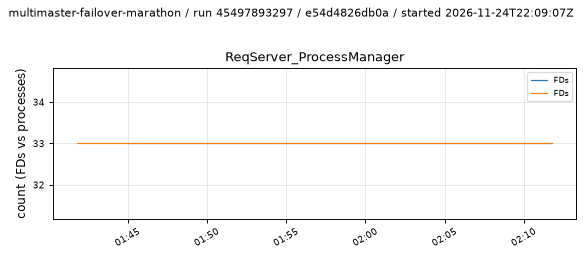 multimaster-failover-marathon / run 45497893297 / e54d4826db0a / started 2026-11-24T22:09:07Z
ReqServer_ProcessManager
count (FDs vs processes)
34
33
32
FDs
FDs
01:45
01:50
01:55
02:00
02:05
02:10